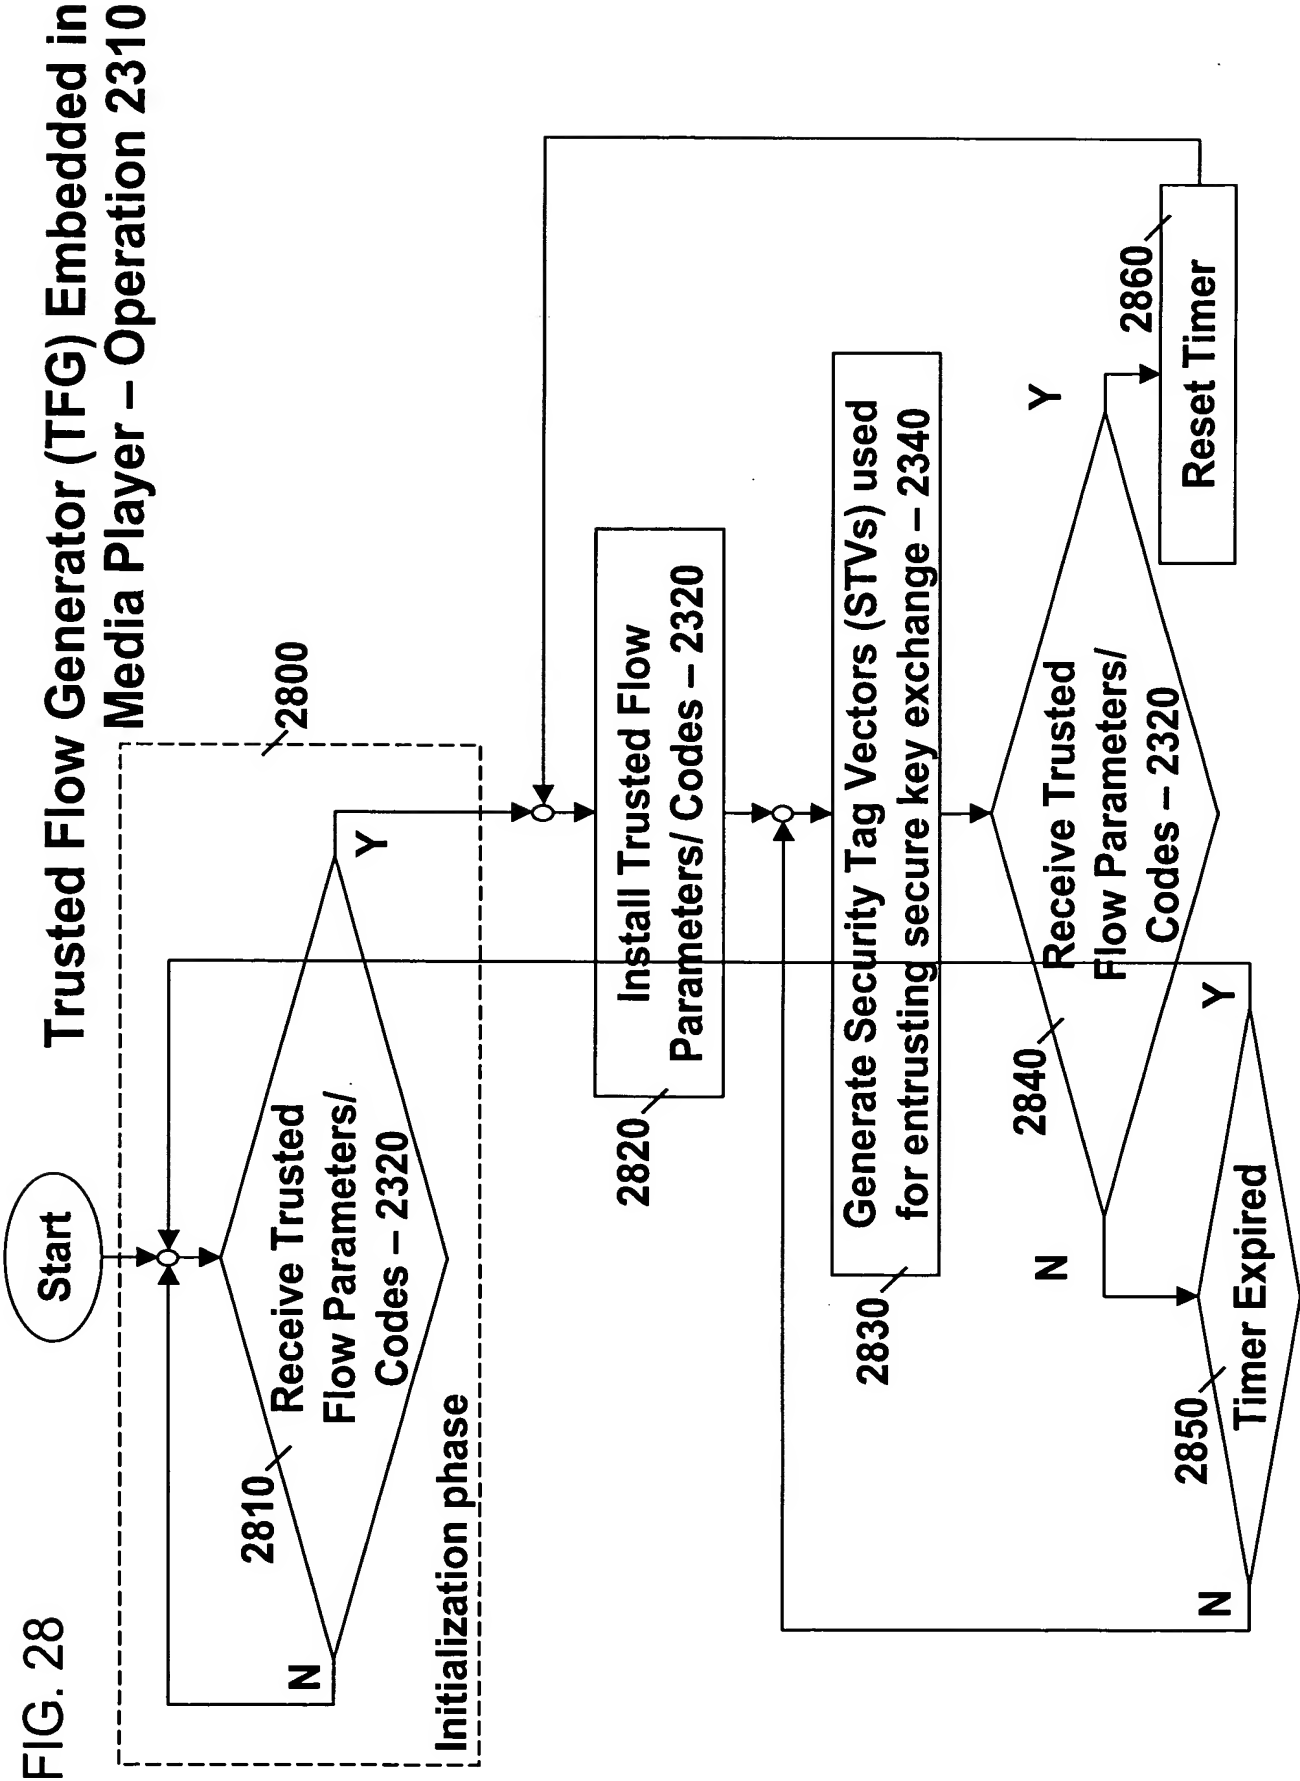 FIG. 28
Trusted Flow Generator (TFG) Embedded in
Media Player – Operation 2310
Start
2800
2810
Receive Trusted
Flow Parameters/
Codes – 2320
N
Y
Initialization phase
2820
Install Trusted Flow
Parameters/ Codes – 2320
2830
Generate Security Tag Vectors (STVs) used
for entrusting secure key exchange – 2340
2840
Receive Trusted
Flow Parameters/
Codes – 2320
N
Y
2850
Timer Expired
N
Y
2860
Reset Timer